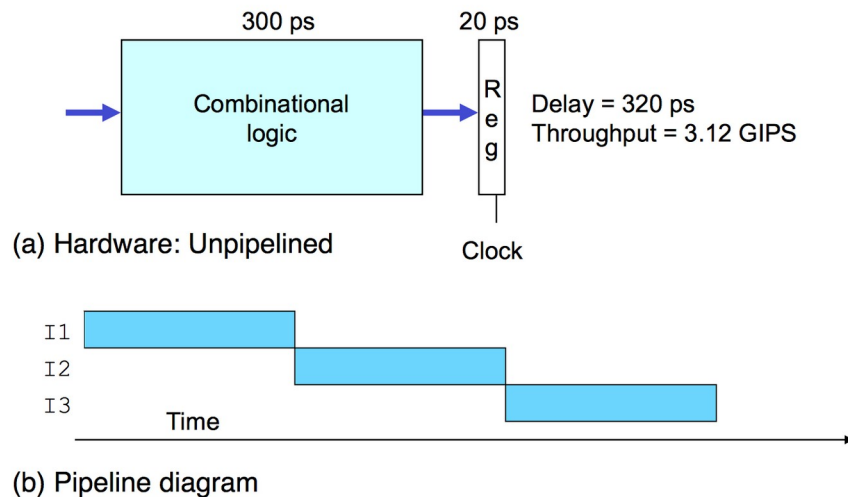 300 ps
20 ps
Combinational
logic
Reg
Delay = 320 ps
Throughput = 3.12 GIPS
(a) Hardware: Unpipelined
Clock
I1
I2
I3
Time
(b) Pipeline diagram